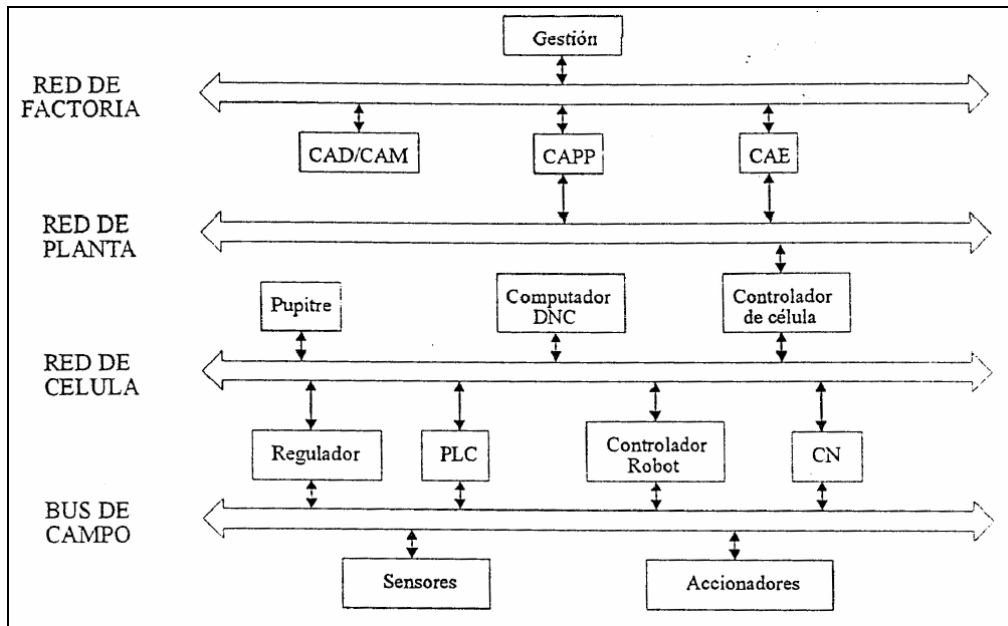 Gestión
RED DE
FACTORIA
CAD/CAM
CAPP
CAE
RED DE
PLANTA
Pupitre
Computador
DNC
Controlador
de célula
RED DE
CELULA
Regulador
PLC
Controlador
Robot
CN
BUS DE
CAMPO
Sensores
Accionadores